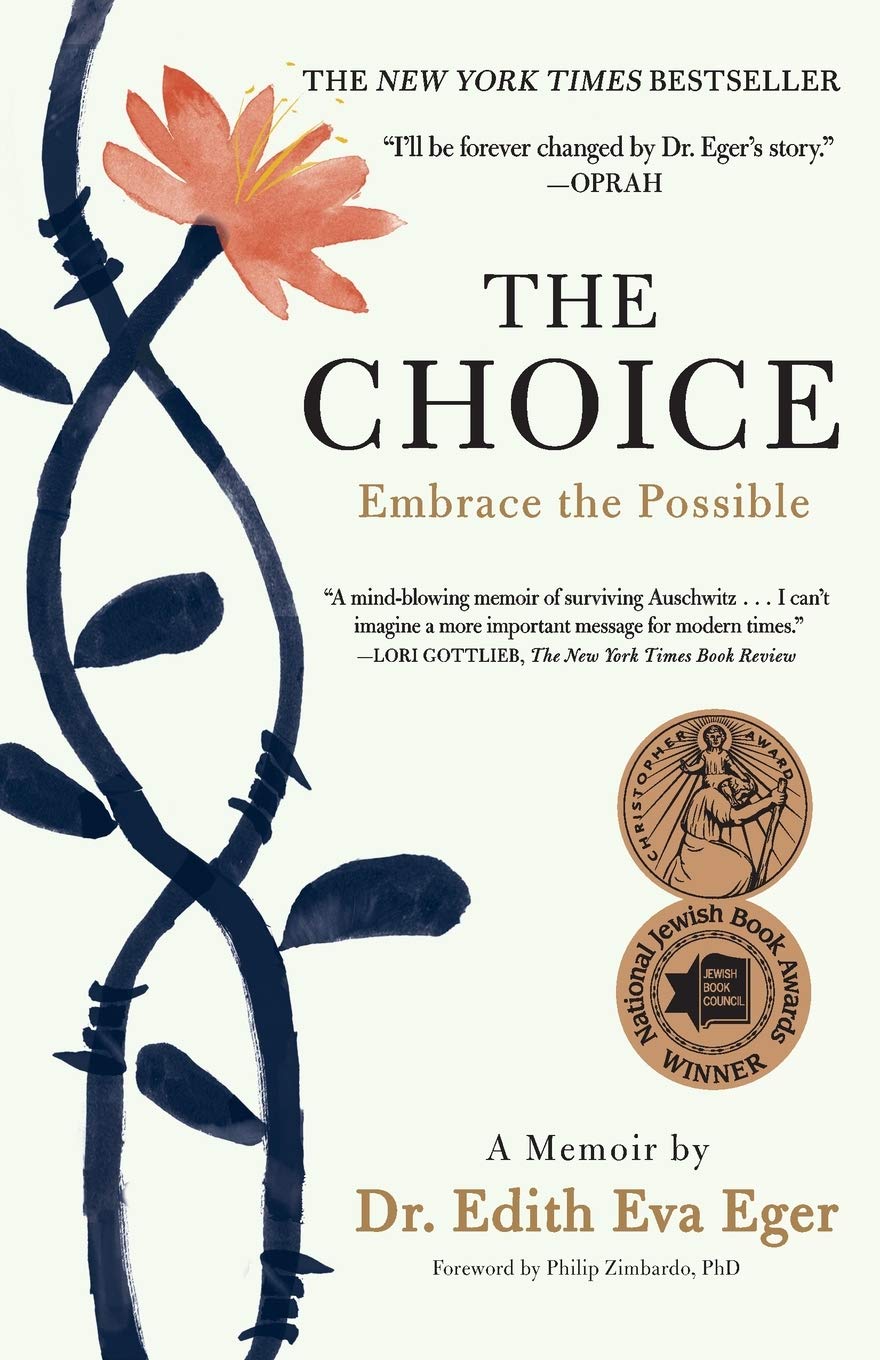 THE NEW YORK TIMES BESTSELLER
“I’ll be forever changed by Dr. Eger’s story.”
—OPRAH
THE
CHOICE
Embrace the Possible
“A mind-blowing memoir of surviving Auschwitz . . . I can’t
imagine a more important message for modern times.”
—LORI GOTTLIEB, The New York Times Book Review
CHRISTOPHER AWARD
National Jewish Book Awards
JEWISH
BOOK
COUNCIL
WINNER
A Memoir by
Dr. Edith Eva Eger
Foreword by Philip Zimbardo, PhD